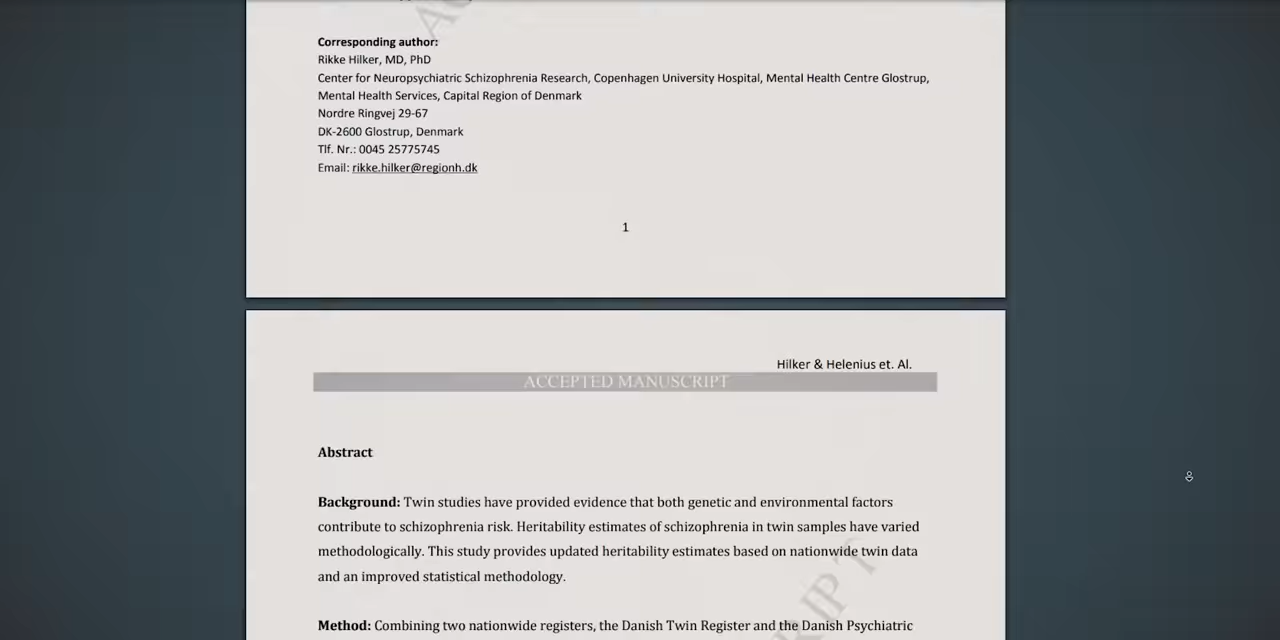 Corresponding author:
Rikke Hilker, MD, PhD
Center for Neuropsychiatric Schizophrenia Research, Copenhagen University Hospital, Mental Health Centre Glostrup,
Mental Health Services, Capital Region of Denmark
Nordre Ringvej 29-67
DK-2600 Glostrup, Denmark
Tlf. Nr.: 0045 25775745
Email: rikke.hilker@regionh.dk
1
Hilker & Helenius et. Al.
ACCEPTED MANUSCRIPT
Abstract
Background: Twin studies have provided evidence that both genetic and environmental factors
contribute to schizophrenia risk. Heritability estimates of schizophrenia in twin samples have varied
methodologically. This study provides updated heritability estimates based on nationwide twin data
and an improved statistical methodology.
Method: Combining two nationwide registers, the Danish Twin Register and the Danish Psychiatric